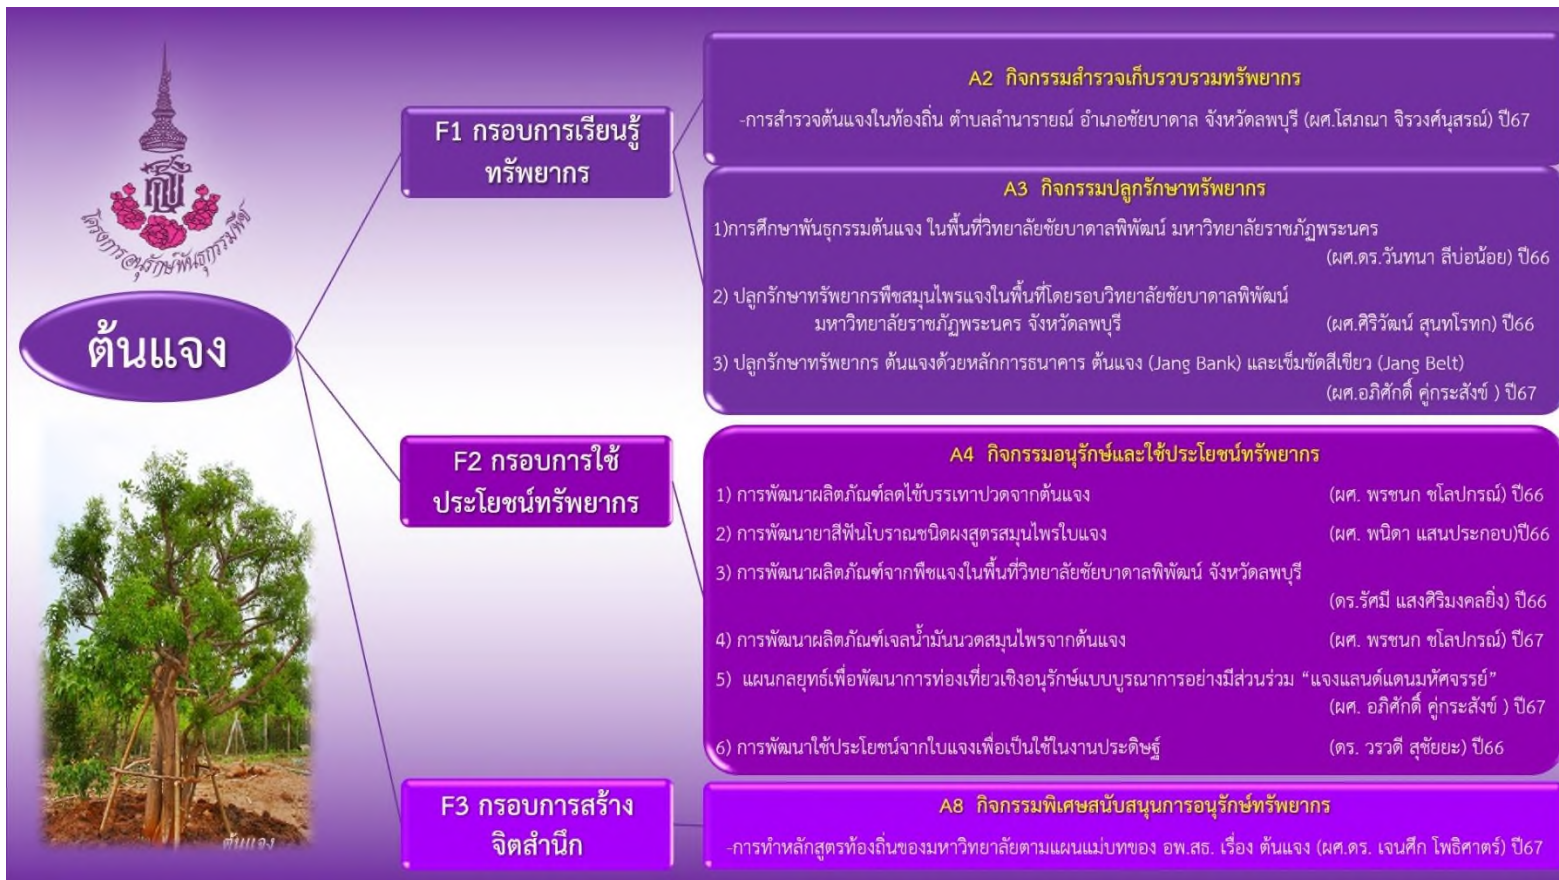 โครงการอนุรักษ์พันธุกรรมพืช
ต้นแจง
ต้นแจง
F1 กรอบการเรียนรู้
ทรัพยากร
A2 กิจกรรมสำรวจเก็บรวบรวมทรัพยากร
-การสำรวจต้นแจงในท้องถิ่น ตำบลลำนารายณ์ อำเภอชัยบาดาล จังหวัดลพบุรี (ผศ.โสภณา จิรวงศ์นุสรณ์) ปี67
A3 กิจกรรมปลูกรักษาทรัพยากร
1)การศึกษาพันธุกรรมต้นแจง ในพื้นที่วิทยาลัยชัยบาดาลพิพัฒน์ มหาวิทยาลัยราชภัฏพระนคร
(ผศ.ดร.วันทนา ลีบ่อน้อย) ปี66
2) ปลูกรักษาทรัพยากรพืชสมุนไพรแจงในพื้นที่โดยรอบวิทยาลัยชัยบาดาลพิพัฒน์
มหาวิทยาลัยราชภัฏพระนคร จังหวัดลพบุรี (ผศ.ศิริวัฒน์ สุนทโรทก) ปี66
3) ปลูกรักษาทรัพยากร ต้นแจงด้วยหลักการธนาคาร ต้นแจง (Jang Bank) และเข็มขัดสีเขียว (Jang Belt)
(ผศ.อภิศักดิ์ คู่กระสังข์ ) ปี67
F2 กรอบการใช้
ประโยชน์ทรัพยากร
A4 กิจกรรมอนุรักษ์และใช้ประโยชน์ทรัพยากร
1) การพัฒนาผลิตภัณฑ์ลดไข้บรรเทาปวดจากต้นแจง (ผศ. พรชนก ชโลปกรณ์) ปี66
2) การพัฒนายาสีฟันโบราณชนิดผงสูตรสมุนไพรใบแจง (ผศ. พนิดา แสนประกอบ)ปี66
3) การพัฒนาผลิตภัณฑ์จากพืชแจงในพื้นที่วิทยาลัยชัยบาดาลพิพัฒน์ จังหวัดลพบุรี
(ดร.รัศมี แสงศิริมงคลยิ่ง) ปี66
4) การพัฒนาผลิตภัณฑ์เจลน้ำมันนวดสมุนไพรจากต้นแจง (ผศ. พรชนก ชโลปกรณ์) ปี67
5) แผนกลยุทธ์เพื่อพัฒนาการท่องเที่ยวเชิงอนุรักษ์แบบบูรณาการอย่างมีส่วนร่วม “แจงแลนด์แดนมหัศจรรย์”
(ผศ. อภิศักดิ์ คู่กระสังข์ ) ปี67
6) การพัฒนาใช้ประโยชน์จากใบแจงเพื่อเป็นใช้ในงานประดิษฐ์ (ดร. วรวดี สุชัยยะ) ปี66
F3 กรอบการสร้าง
จิตสำนึก
A8 กิจกรรมพิเศษสนับสนุนการอนุรักษ์ทรัพยากร
-การทำหลักสูตรท้องถิ่นของมหาวิทยาลัยตามแผนแม่บทของ อพ.สธ. เรื่อง ต้นแจง (ผศ.ดร. เจนศึก โพธิศาตร์) ปี67